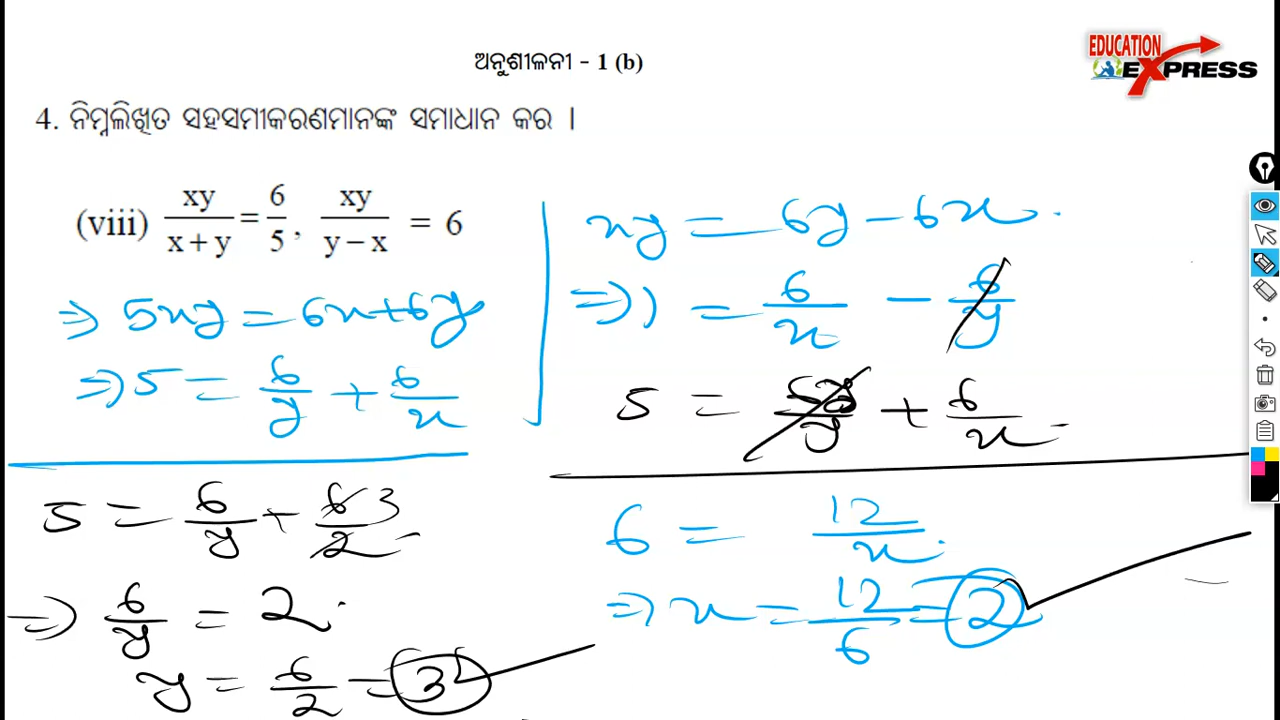 ଅନୁଶୀଳନୀ - 1 (b)
EDUCATION
EXPRESS
4. ନିମ୍ନଲିଖିତ ସହସମୀକରଣମାନଙ୍କ ସମାଧାନ କର ।
(viii) xy/(x+y) = 6/5, xy/(y−x) = 6
⇒ 5xy = 6x+6y
⇒ 5 = 6/y + 6/x
xy = 6y − 6x
⇒ 1 = 6/x − 6/y
5 = 6/y + 6/x
6 = 12/x
⇒ x = 12/6 = 2
5 = 6/y + 6/2 3
⇒ 6/y = 2
y = 6/2 = 3